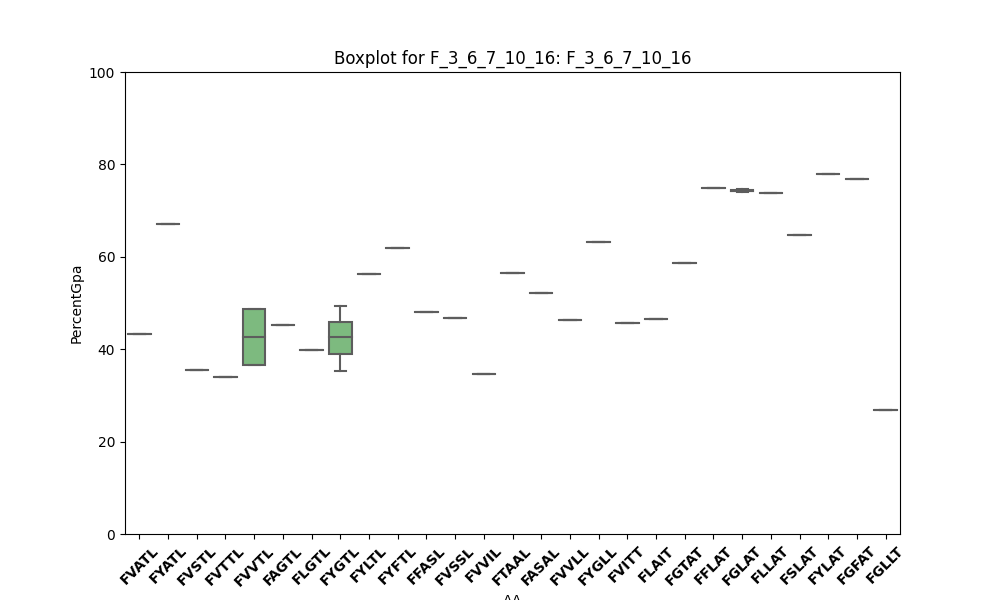 Boxplot for F_3_6_7_10_16: F_3_6_7_10_16
PercentGpa
100
80
60
40
20
0
FVATL
FYATL
FVSTL
FVTTL
FVVTL
FAGTL
FLGTL
FYGTL
FYLTL
FYFTL
FFASL
FVSSL
FVVIL
FTAAL
FASAL
FVVLL
FYGLL
FVITT
FLAIT
FGTAT
FFLAT
FGLAT
FLLAT
FSLAT
FYLAT
FGFAT
FGLLT
AA